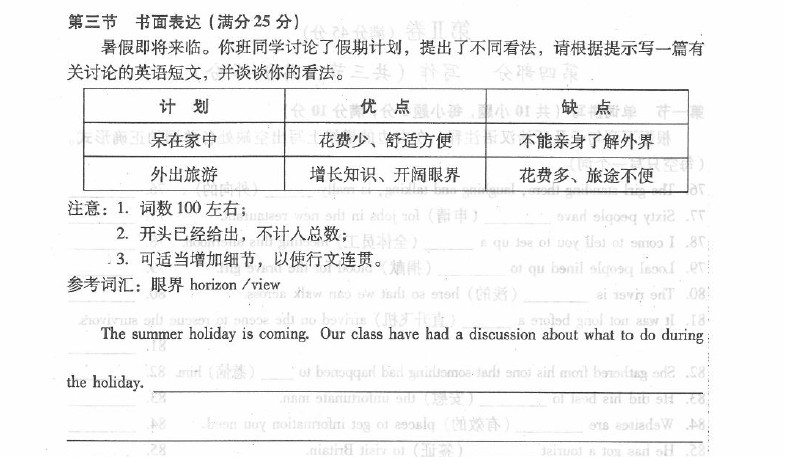 第三节 书面表达(满分25分)
暑假即将来临。你班同学讨论了假期计划,提出了不同看法,请根据提示写一篇有
关讨论的英语短文,并谈谈你的看法。
计 划 优 点 缺 点
呆在家中 花费少、舒适方便 不能亲身了解外界
外出旅游 增长知识、开阔眼界 花费多、旅途不便
注意:1. 词数100左右;
2. 开头已经给出,不计入总数;
3. 可适当增加细节,以使行文连贯。
参考词汇:眼界 horizon /view
The summer holiday is coming. Our class have had a discussion about what to do during
the holiday.